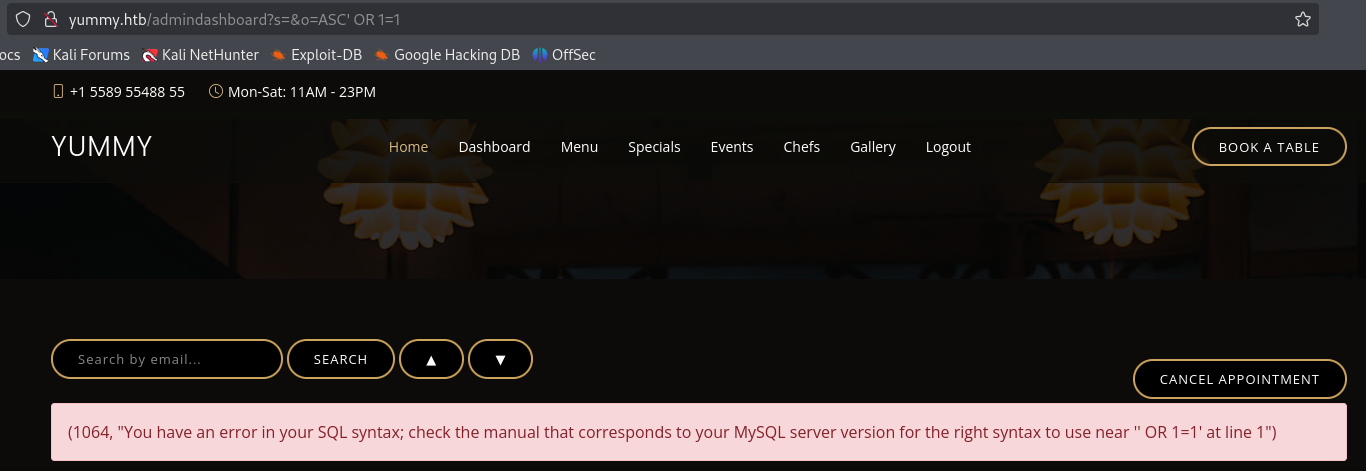 yummy.htb/admindashboard?s=&o=ASC' OR 1=1
ocs Kali Forums Kali NetHunter Exploit-DB Google Hacking DB OffSec
+1 5589 55488 55 Mon-Sat: 11AM - 23PM
YUMMY Home Dashboard Menu Specials Events Chefs Gallery Logout BOOK A TABLE
Search by email... SEARCH ▲ ▼
CANCEL APPOINTMENT
(1064, "You have an error in your SQL syntax; check the manual that corresponds to your MySQL server version for the right syntax to use near '' OR 1=1' at line 1")